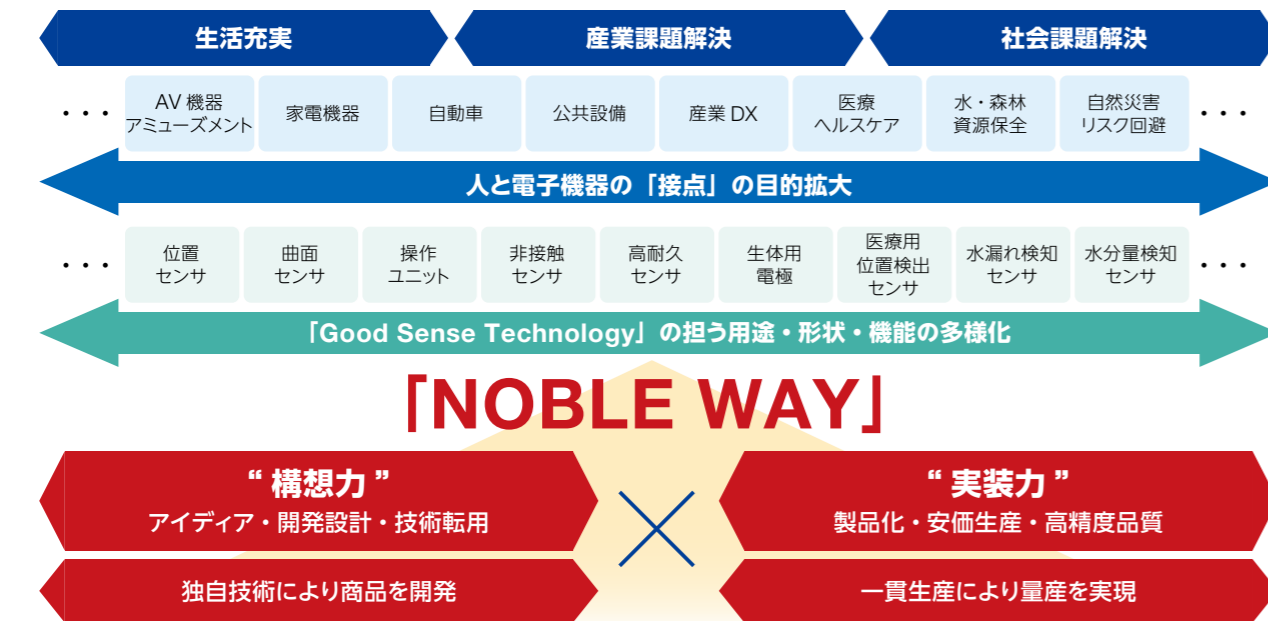 生活充実
産業課題解決
社会課題解決
・・・
AV 機器
アミューズメント
家電機器
自動車
公共設備
産業 DX
医療
ヘルスケア
水・森林
資源保全
自然災害
リスク回避
・・・
人と電子機器の「接点」の目的拡大
・・・
位置
センサ
曲面
センサ
操作
ユニット
非接触
センサ
高耐久
センサ
生体用
電極
医療用
位置検出
センサ
水漏れ検知
センサ
水分量検知
センサ
・・・
「Good Sense Technology」の担う用途・形状・機能の多様化
「NOBLE WAY」
“ 構想力 ”
アイディア・開発設計・技術転用
独自技術により商品を開発
“ 実装力 ”
製品化・安価生産・高精度品質
一貫生産により量産を実現